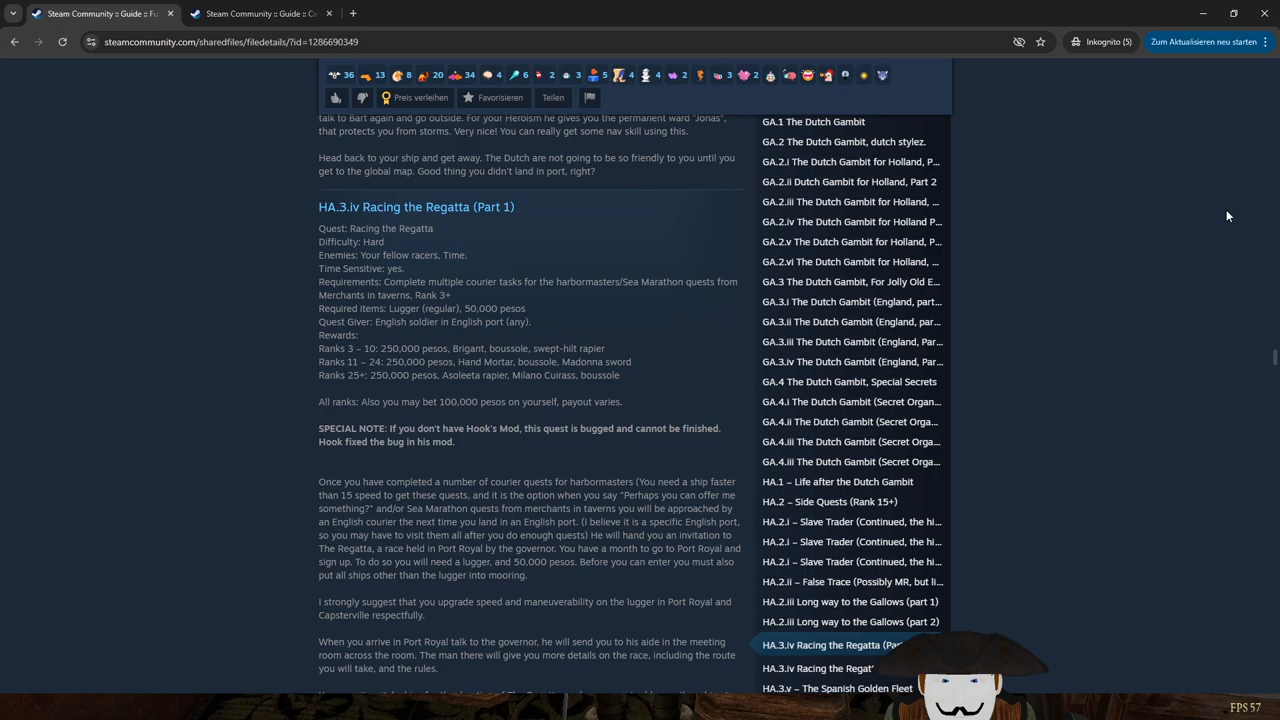 Steam Community :: Guide :: Fu
Steam Community :: Guide :: Ca
steamcommunity.com/sharedfiles/filedetails/?id=1286690349
Inkognito (5)
Zum Aktualisieren neu starten
36 13 8 20 34 4 6 2 3 5 4 4 2 3 2
Preis verleihen
Favorisieren
Teilen
talk to Bart again and go outside. For your Heroism he gives you the permanent ward "Jonas",
that protects you from storms. Very nice! You can really get some nav skill using this.
Head back to your ship and get away. The Dutch are not going to be so friendly to you until you
get to the global map. Good thing you didn't land in port, right?
HA.3.iv Racing the Regatta (Part 1)
Quest: Racing the Regatta
Difficulty: Hard
Enemies: Your fellow racers, Time.
Time Sensitive: yes.
Requirements: Complete multiple courier tasks for the harbormasters/Sea Marathon quests from
Merchants in taverns, Rank 3+
Required items: Lugger (regular), 50,000 pesos
Quest Giver: English soldier in English port (any).
Rewards:
Ranks 3 – 10: 250,000 pesos, Brigant, boussole, swept-hilt rapier
Ranks 11 – 24: 250,000 pesos, Hand Mortar, boussole, Madonna sword
Ranks 25+: 250,000 pesos, Asoleeta rapier, Milano Cuirass, boussole
All ranks: Also you may bet 100,000 pesos on yourself, payout varies.
SPECIAL NOTE: If you don't have Hook's Mod, this quest is bugged and cannot be finished.
Hook fixed the bug in his mod.
Once you have completed a number of courier quests for harbormasters (You need a ship faster
than 15 speed to get these quests, and it is the option when you say "Perhaps you can offer me
something?" and/or Sea Marathon quests from merchants in taverns you will be approached by
an English courier the next time you land in an English port. (I believe it is a specific English port,
so you may have to visit them all after you do enough quests) He will hand you an invitation to
The Regatta, a race held in Port Royal by the governor. You have a month to go to Port Royal and
sign up. To do so you will need a lugger, and 50,000 pesos. Before you can enter you must also
put all ships other than the lugger into mooring.
I strongly suggest that you upgrade speed and maneuverability on the lugger in Port Royal and
Capsterville respectfully.
When you arrive in Port Royal talk to the governor, he will send you to his aide in the meeting
room across the room. The man there will give you more details on the race, including the route
you will take, and the rules.
GA.1 The Dutch Gambit
GA.2 The Dutch Gambit, dutch stylez.
GA.2.i The Dutch Gambit for Holland, P...
GA.2.ii Dutch Gambit for Holland, Part 2
GA.2.iii The Dutch Gambit for Holland, ...
GA.2.iv The Dutch Gambit for Holland P...
GA.2.v The Dutch Gambit for Holland, P...
GA.2.vi The Dutch Gambit for Holland, ...
GA.3 The Dutch Gambit, For Jolly Old E...
GA.3.i The Dutch Gambit (England, part...
GA.3.ii The Dutch Gambit (England, par...
GA.3.iii The Dutch Gambit (England, Par...
GA.3.iv The Dutch Gambit (England, Par...
GA.4 The Dutch Gambit, Special Secrets
GA.4.i The Dutch Gambit (Secret Organ...
GA.4.ii The Dutch Gambit (Secret Orga...
GA.4.iii The Dutch Gambit (Secret Orga...
GA.4.iii The Dutch Gambit (Secret Orga...
HA.1 – Life after the Dutch Gambit
HA.2 – Side Quests (Rank 15+)
HA.2.i – Slave Trader (Continued, the hi...
HA.2.i – Slave Trader (Continued, the hi...
HA.2.i – Slave Trader (Continued, the hi...
HA.2.ii – False Trace (Possibly MR, but li...
HA.2.iii Long way to the Gallows (part 1)
HA.2.iii Long way to the Gallows (part 2)
HA.3.iv Racing the Regatta (Par
HA.3.iv Racing the Regat
HA.3.v – The Spanish Golden Fleet
FPS 57